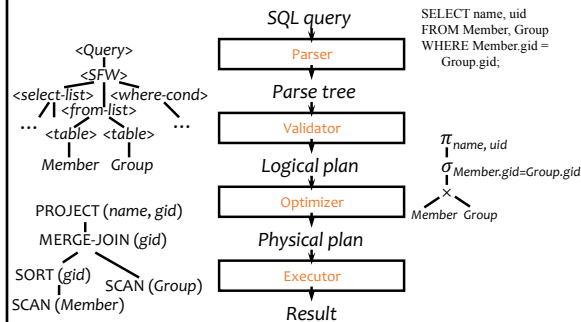 SQL query
SELECT name, uid
FROM Member, Group
WHERE Member.gid =
Group.gid;
Parser
<Query>
<SFW>
<select-list> <where-cond>
<from-list>
... ...
<table> <table>
Member Group
Parse tree
Validator
Logical plan
π name, uid
σ Member.gid=Group.gid
×
Member Group
Optimizer
PROJECT (name, gid)
MERGE-JOIN (gid)
SORT (gid)
SCAN (Group)
SCAN (Member)
Physical plan
Executor
Result